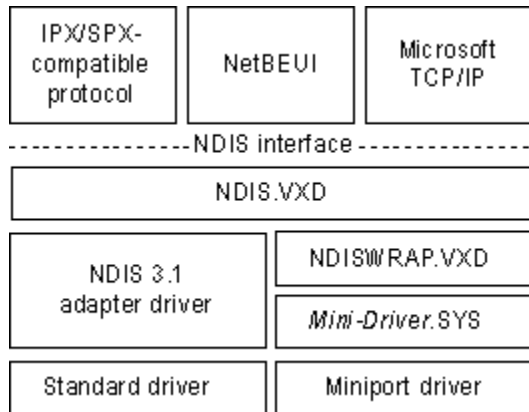 IPX/SPX-
compatible
protocol
NetBEUI
Microsoft
TCP/IP
NDIS interface
NDIS.VXD
NDIS 3.1
adapter driver
NDISWRAP.VXD
Mini-Driver.SYS
Standard driver
Miniport driver